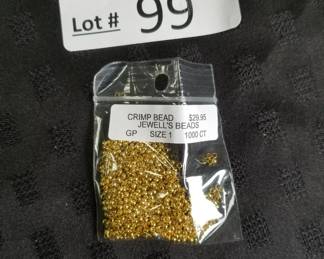 Lot # 99
CRIMP BEAD $29.95
JEWELL'S BEADS
GP SIZE 1 1000 CT